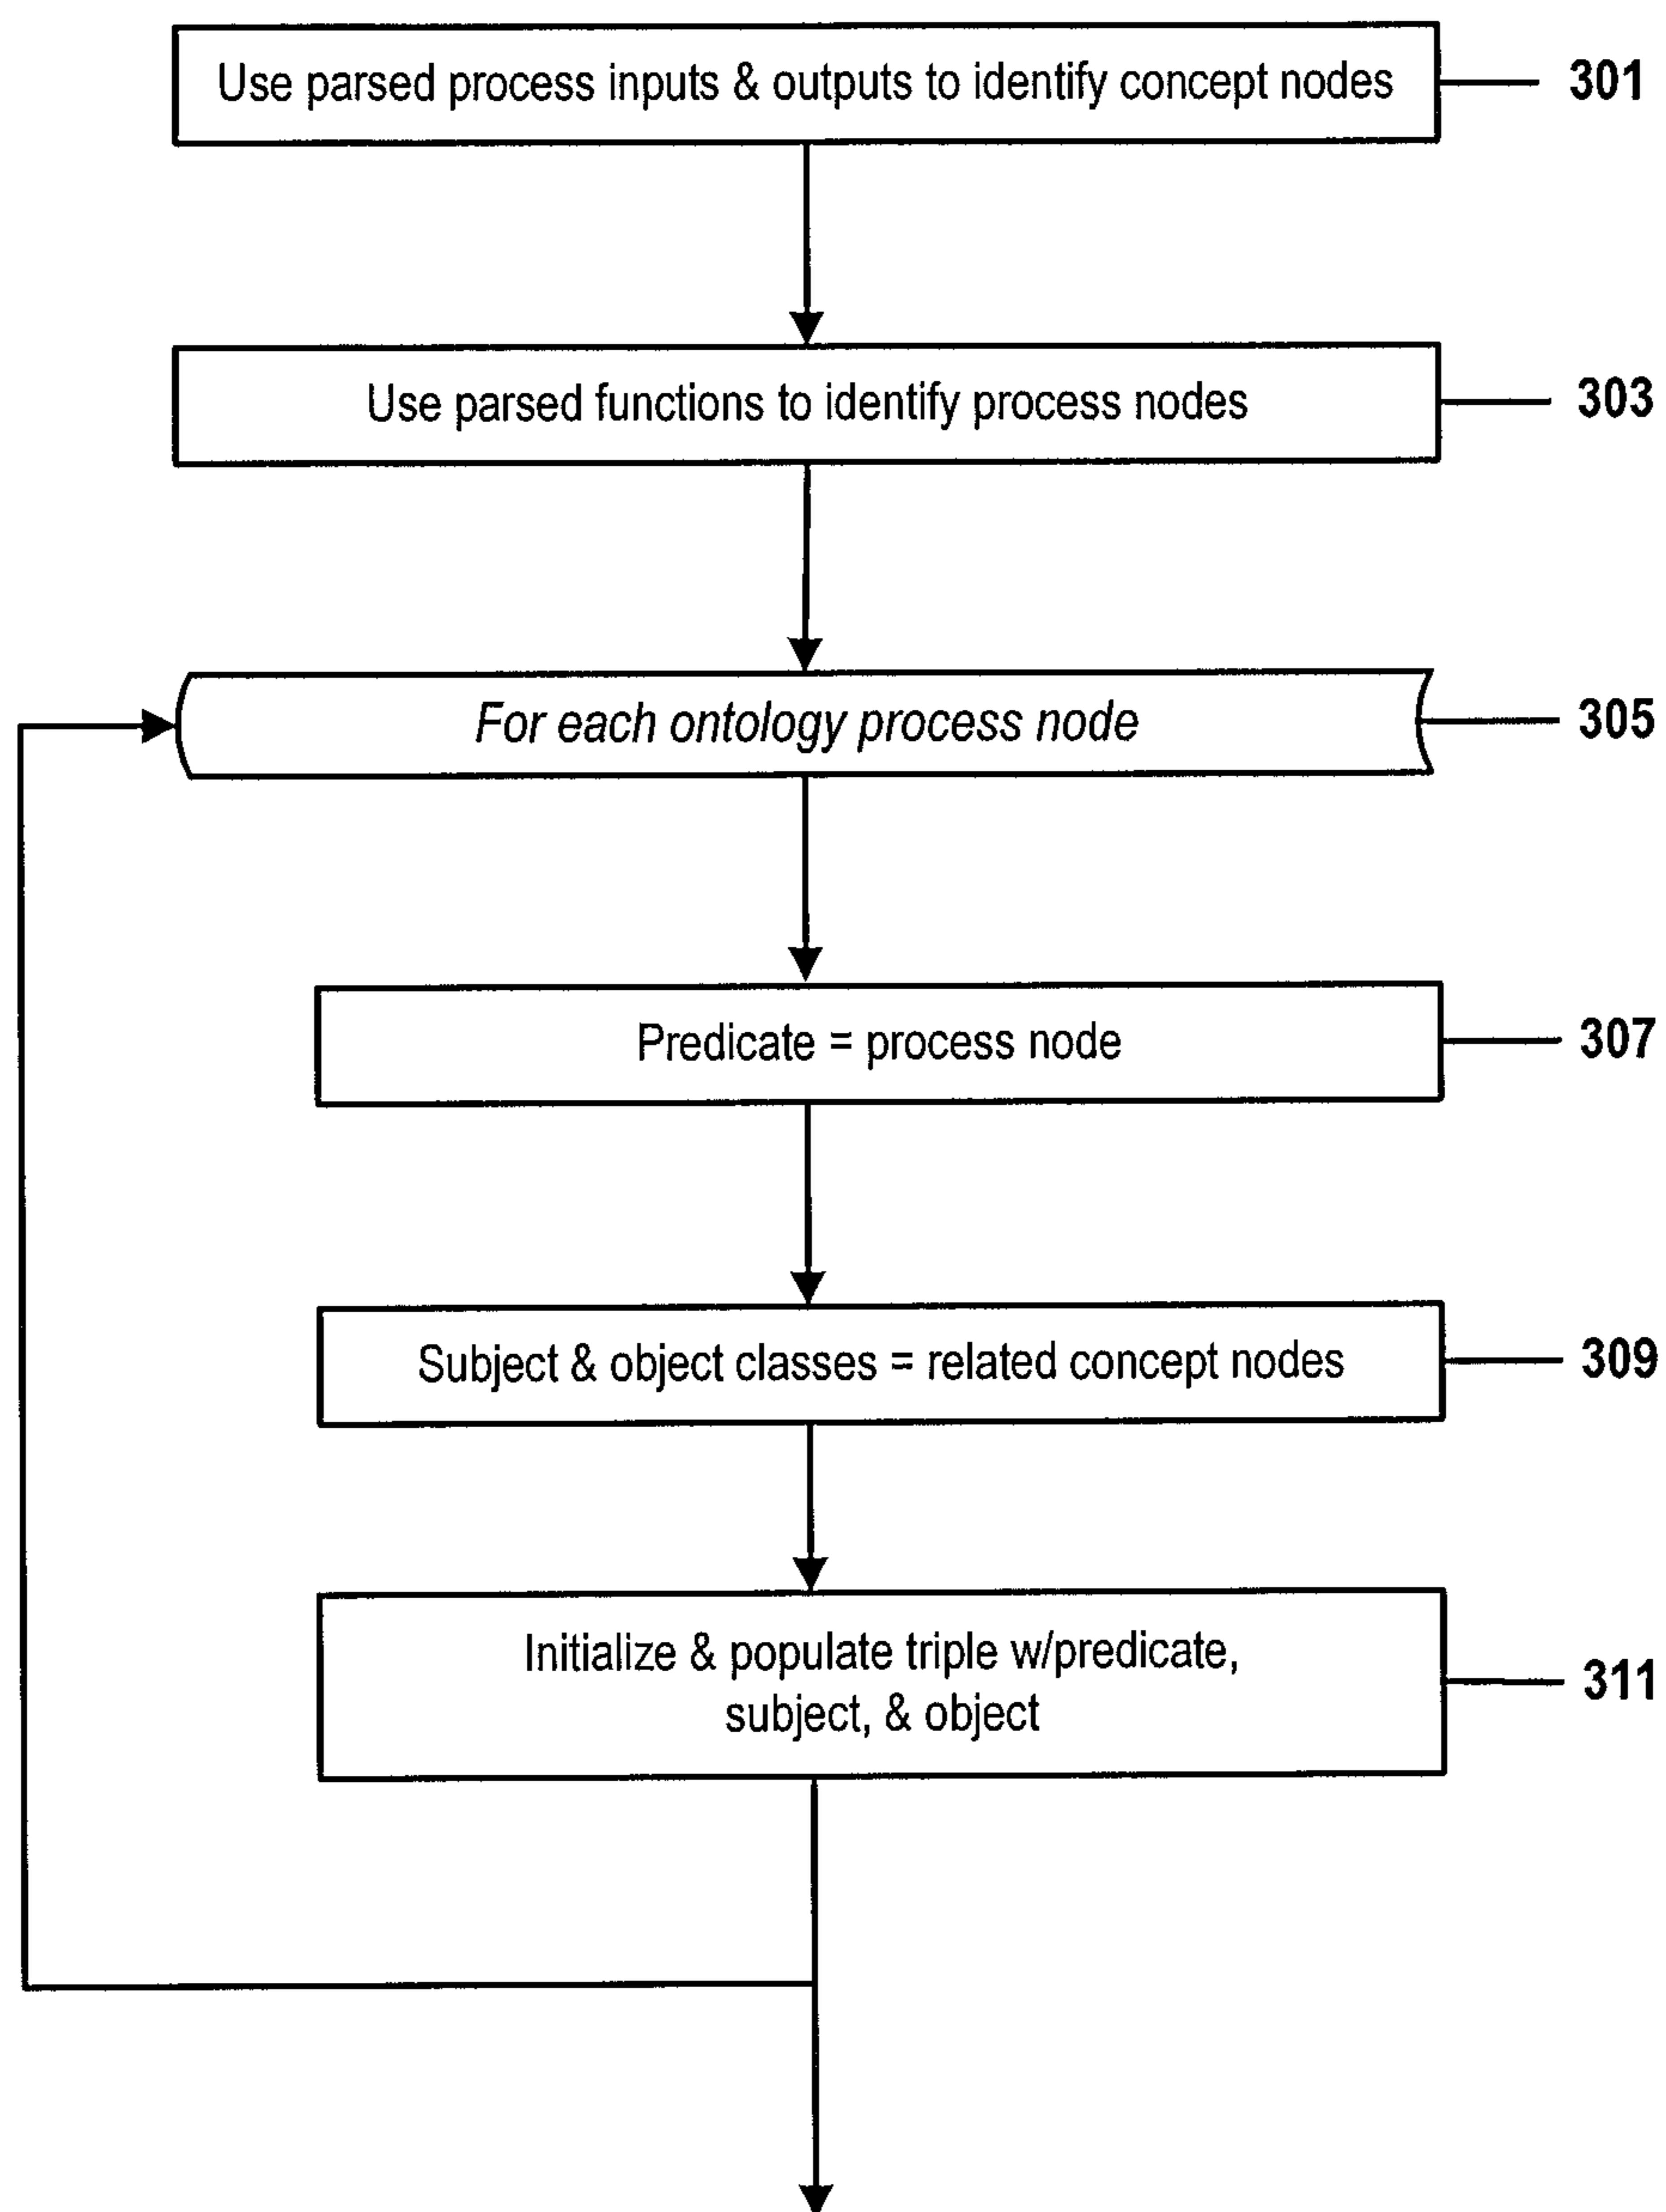 Use parsed process inputs & outputs to identify concept nodes
301
Use parsed functions to identify process nodes
303
For each ontology process node
305
Predicate = process node
307
Subject & object classes = related concept nodes
309
Initialize & populate triple w/predicate,
subject, & object
311